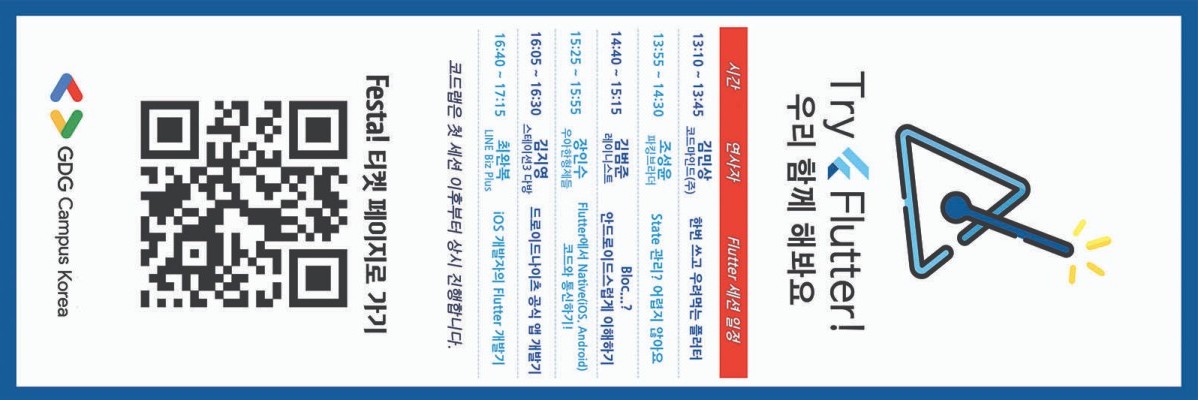 Try Flutter!
우리 함께 해봐요
시간 연사자 Flutter 세션 일정
13:10 ~ 13:45 김민상 코드마인드(주) 한번 쓰고 우려먹는 플러터
13:55 ~ 14:30 조성윤 파킹브라더 State 관리? 어렵지 않아요
14:40 ~ 15:15 김범준 레이니스트 Bloc...? 안드로이드스럽게 이해하기
15:25 ~ 15:55 장인수 우아한형제들 Flutter에서 Native(iOS, Android) 코드와 통신하기!
16:05 ~ 16:30 김지영 스테이션3 다방 드로이드나이츠 공식 앱 개발기
16:40 ~ 17:15 최완복 LINE Biz Plus iOS 개발자의 Flutter 개발기
코드랩은 첫 세션 이후부터 상시 진행합니다.
Festa! 티켓 페이지로 가기
GDG Campus Korea